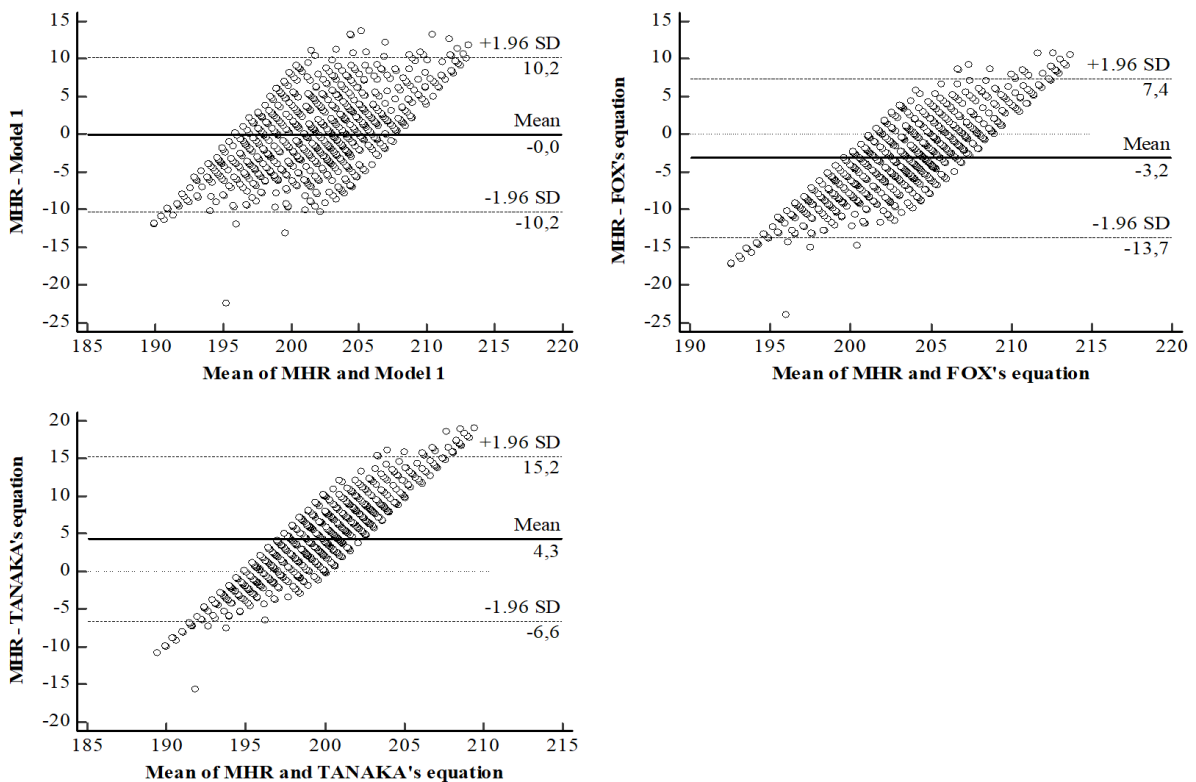 MHR - Model 1
15
10
5
0
-5
-10
-15
-20
-25
+1.96 SD
10,2
Mean
-0,0
-1.96 SD
-10,2
185 190 195 200 205 210 215 220
Mean of MHR and Model 1
MHR - FOX's equation
15
10
5
0
-5
-10
-15
-20
-25
+1.96 SD
7,4
Mean
-3,2
-1.96 SD
-13,7
190 195 200 205 210 215 220
Mean of MHR and FOX's equation
MHR - TANAKA's equation
20
15
10
5
0
-5
-10
-15
-20
+1.96 SD
15,2
Mean
4,3
-1.96 SD
-6,6
185 190 195 200 205 210 215
Mean of MHR and TANAKA's equation